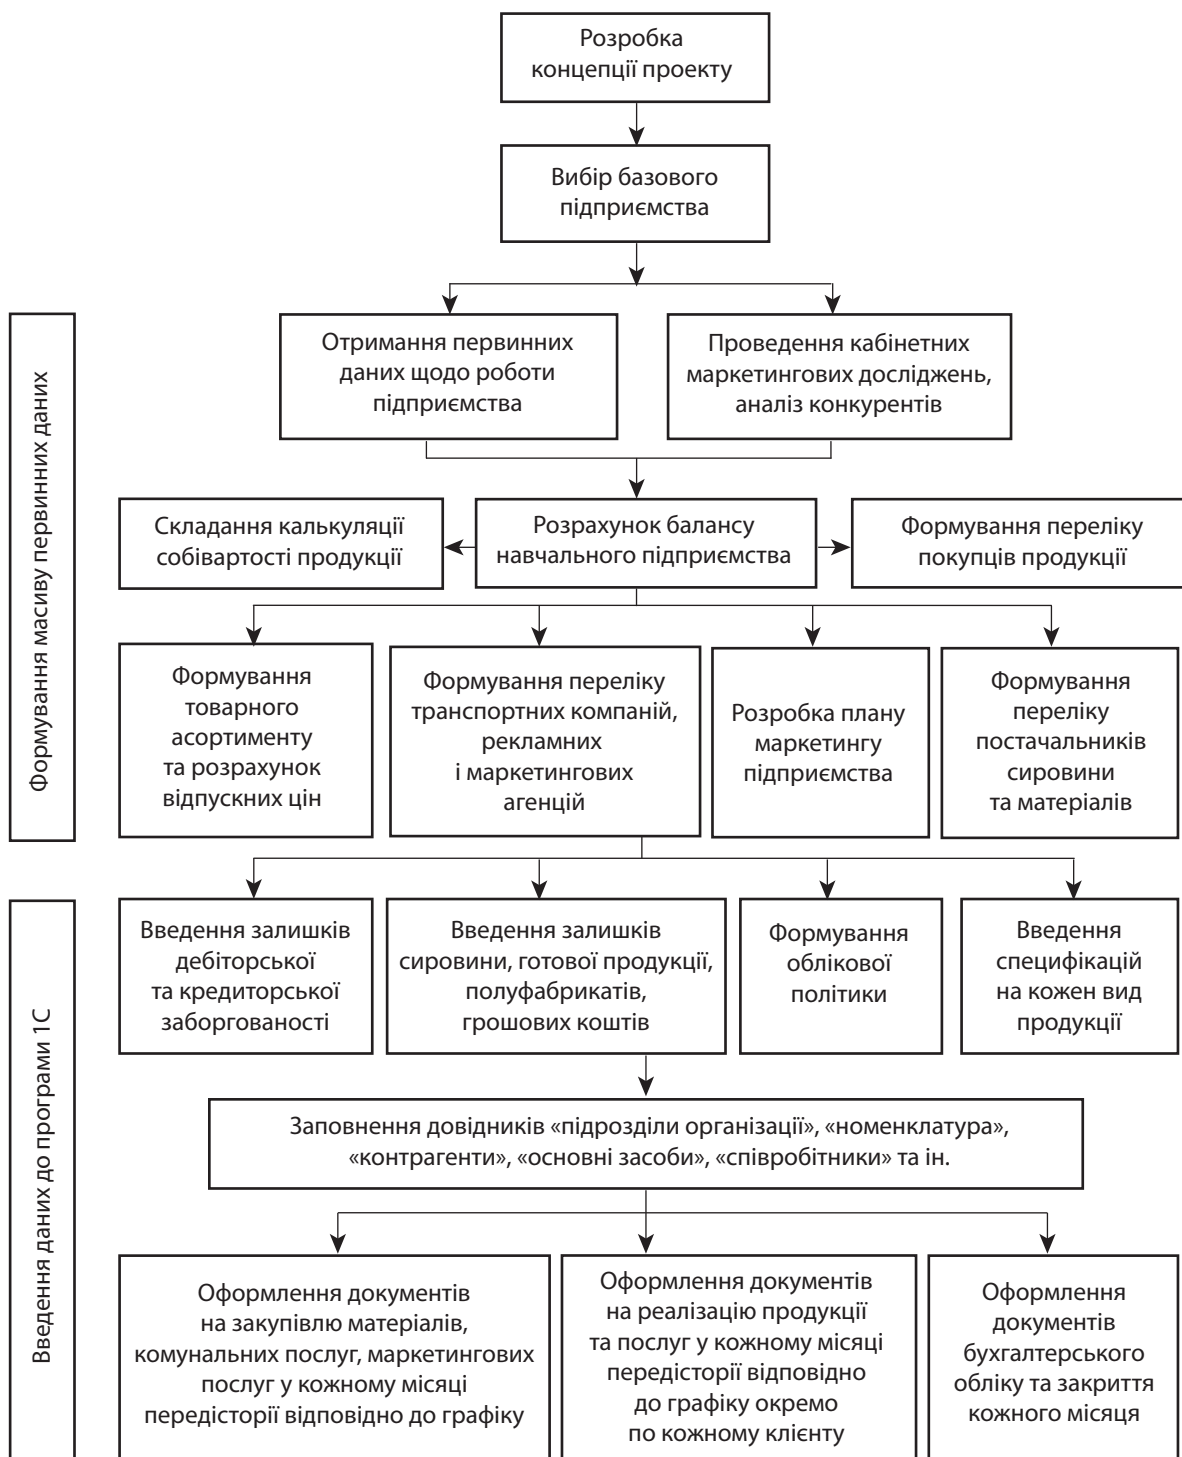 Розробка
концепції проекту
Вибір базового
підприємства
Формування масиву первинних даних
Отримання первинних
даних щодо роботи
підприємства
Проведення кабінетних
маркетингових досліджень,
аналіз конкурентів
Складання калькуляції
собівартості продукції
Розрахунок балансу
навчального підприємства
Формування переліку
покупців продукції
Формування
товарного
асортименту
та розрахунок
відпускних цін
Формування переліку
транспортних компаній,
рекламних
і маркетингових
агенцій
Розробка плану
маркетингу
підприємства
Формування
переліку
постачальників
сировини
та матеріалів
Введення даних до програми 1С
Введення залишків
дебіторської
та кредиторської
заборгованості
Введення залишків
сировини, готової продукції,
полуфабрикатів,
грошових коштів
Формування
облікової
політики
Введення
специфікацій
на кожен вид
продукції
Заповнення довідників «підрозділи організації», «номенклатура»,
«контрагенти», «основні засоби», «співробітники» та ін.
Оформлення документів
на закупівлю матеріалів,
комунальних послуг, маркетингових
послуг у кожному місяці
передісторії відповідно до графіку
Оформлення документів
на реалізацію продукції
та послуг у кожному місяці
передісторії відповідно
до графіку окремо
по кожному клієнту
Оформлення
документів
бухгалтерського
обліку та закриття
кожного місяця